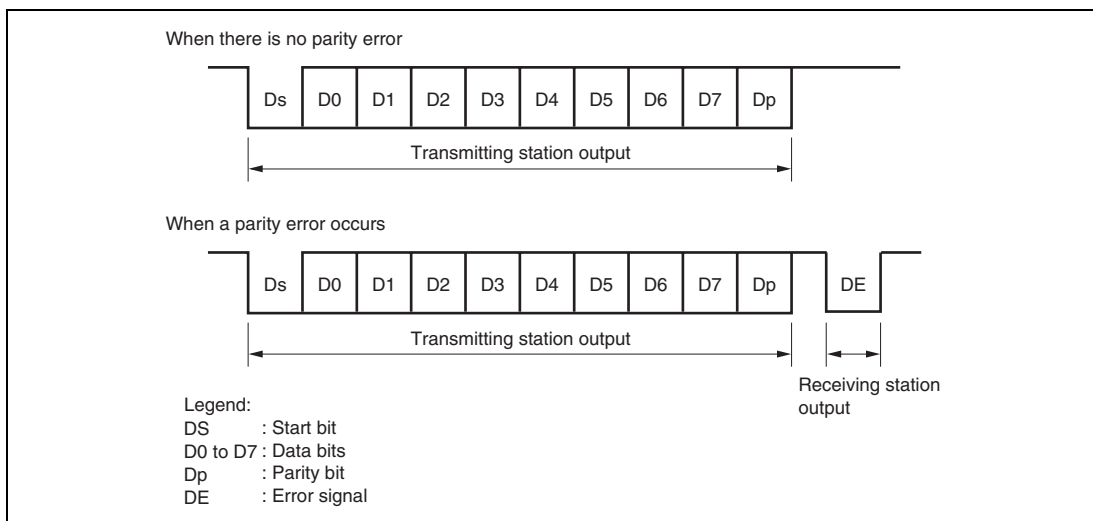 When there is no parity error
Ds D0 D1 D2 D3 D4 D5 D6 D7 Dp
Transmitting station output
When a parity error occurs
Ds D0 D1 D2 D3 D4 D5 D6 D7 Dp DE
Transmitting station output
Receiving station
output
Legend:
DS : Start bit
D0 to D7 : Data bits
Dp : Parity bit
DE : Error signal